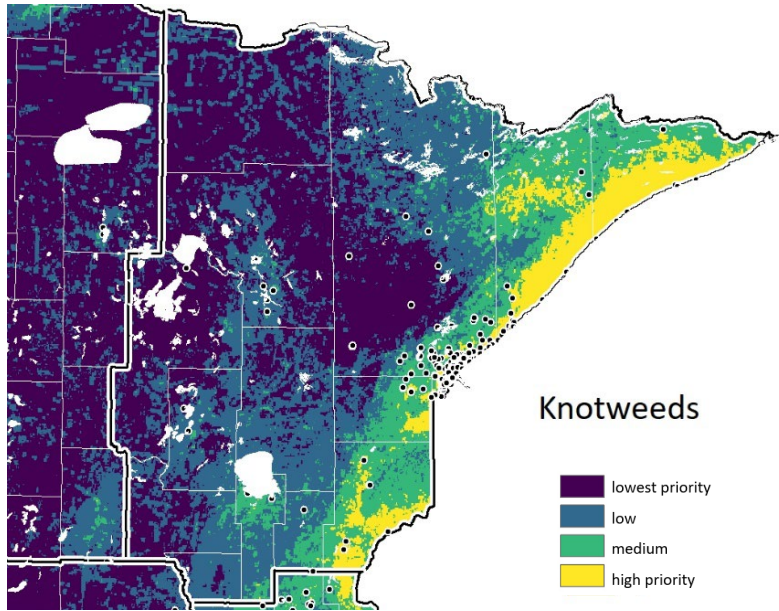 Knotweeds
lowest priority
low
medium
high priority